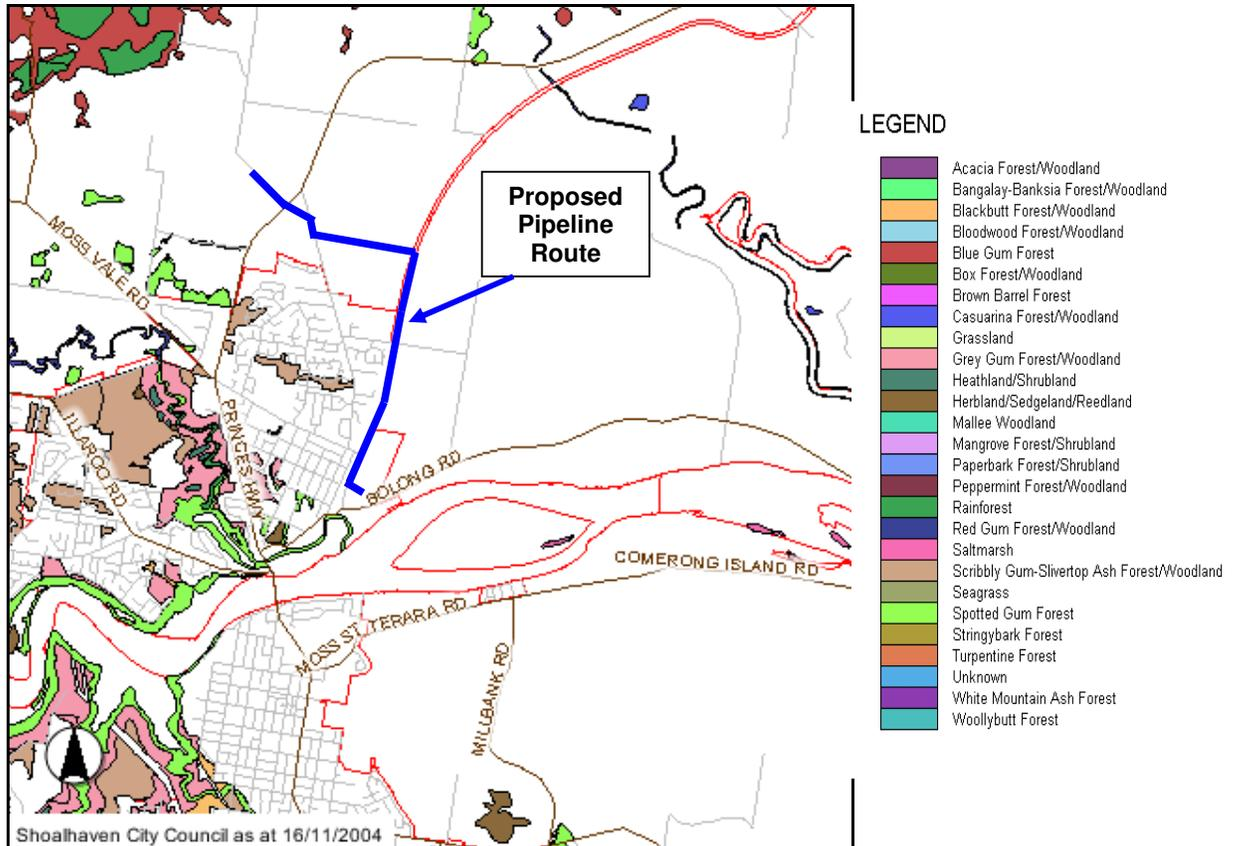 LEGEND
Acacia Forest/Woodland
Bangalay-Banksia Forest/Woodland
Blackbutt Forest/Woodland
Bloodwood Forest/Woodland
Blue Gum Forest
Box Forest/Woodland
Brown Barrel Forest
Casuarina Forest/Woodland
Grassland
Grey Gum Forest/Woodland
Heathland/Shrubland
Herbland/Sedgeland/Reedland
Mallee Woodland
Mangrove Forest/Shrubland
Paperbark Forest/Shrubland
Peppermint Forest/Woodland
Rainforest
Red Gum Forest/Woodland
Saltmarsh
Scribbly Gum-Slivertop Ash Forest/Woodland
Seagrass
Spotted Gum Forest
Stringybark Forest
Turpentine Forest
Unknown
White Mountain Ash Forest
Woollybutt Forest
Proposed
Pipeline
Route
MOSS VALE RD
ILLAROO RD
PRINCES HWY
BOLONG RD
COMERONG ISLAND RD
MOSS ST
TERARA RD
MILLBANK RD
Shoalhaven City Council as at 16/11/2004